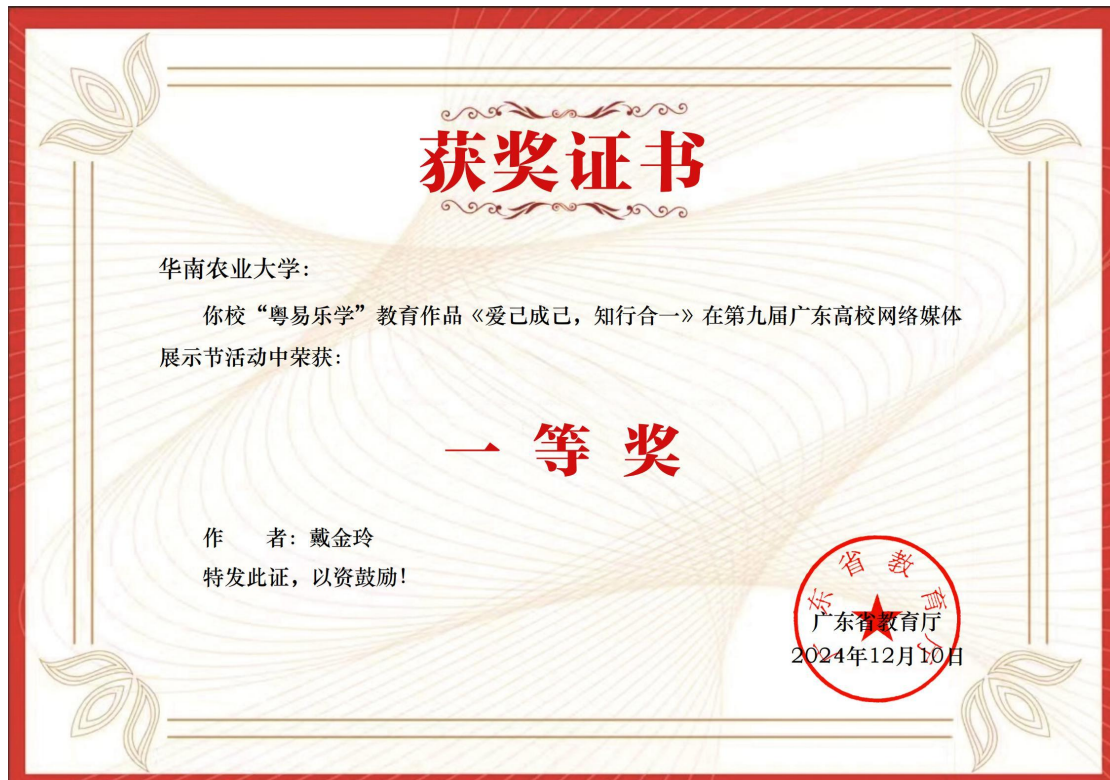 获奖证书
华南农业大学：
你校“粤易乐学”教育作品《爱己成己，知行合一》在第九届广东高校网络媒体
展示节活动中荣获：
一等奖
作　　者：戴金玲
特发此证，以资鼓励！
广东省教育厅
广东省教育厅
2024年12月10日